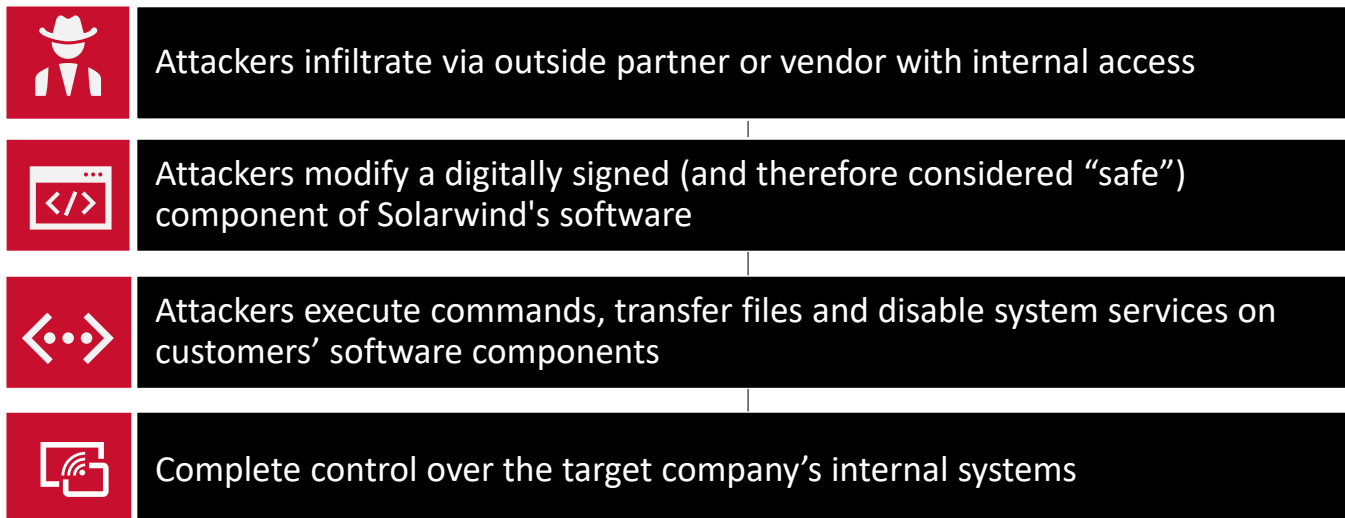 Attackers infiltrate via outside partner or vendor with internal access
Attackers modify a digitally signed (and therefore considered “safe”)
component of Solarwind's software
Attackers execute commands, transfer files and disable system services on
customers’ software components
Complete control over the target company’s internal systems